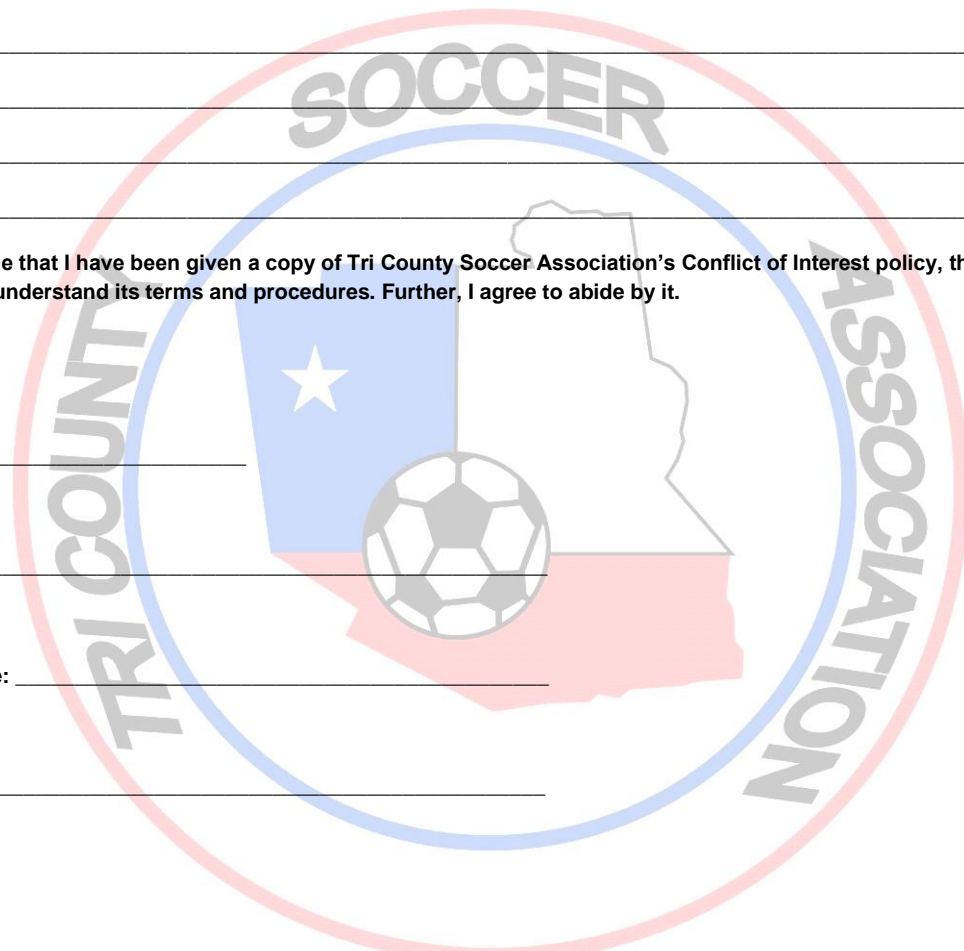 SOCCER
TRI COUNTY
ASSOCIATION
e that I have been given a copy of Tri County Soccer Association’s Conflict of Interest policy, th
understand its terms and procedures. Further, I agree to abide by it.
e: